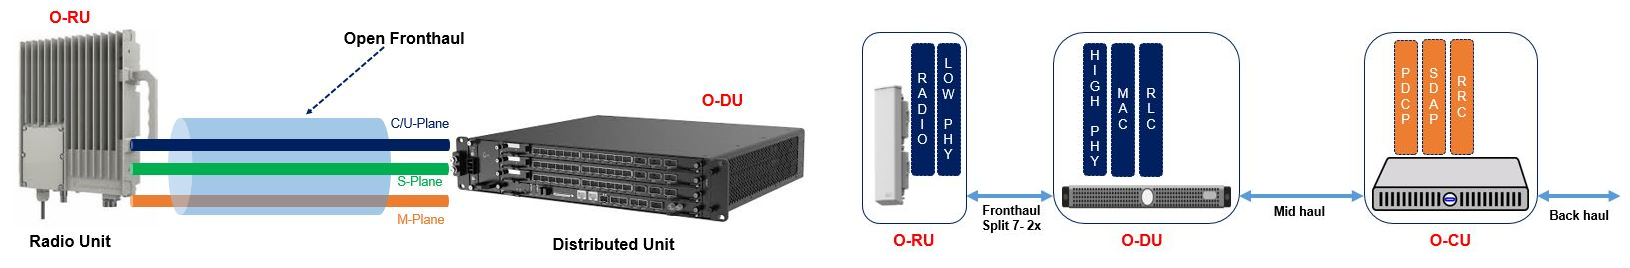 O-RU
Open Fronthaul
C/U-Plane
S-Plane
M-Plane
O-DU
Radio Unit
Distributed Unit
RADIO
LOW PHY
O-RU
Fronthaul
Split 7- 2x
HIGH PHY
MAC
RLC
O-DU
Mid haul
PDCP
SDAP
RRC
O-CU
Back haul